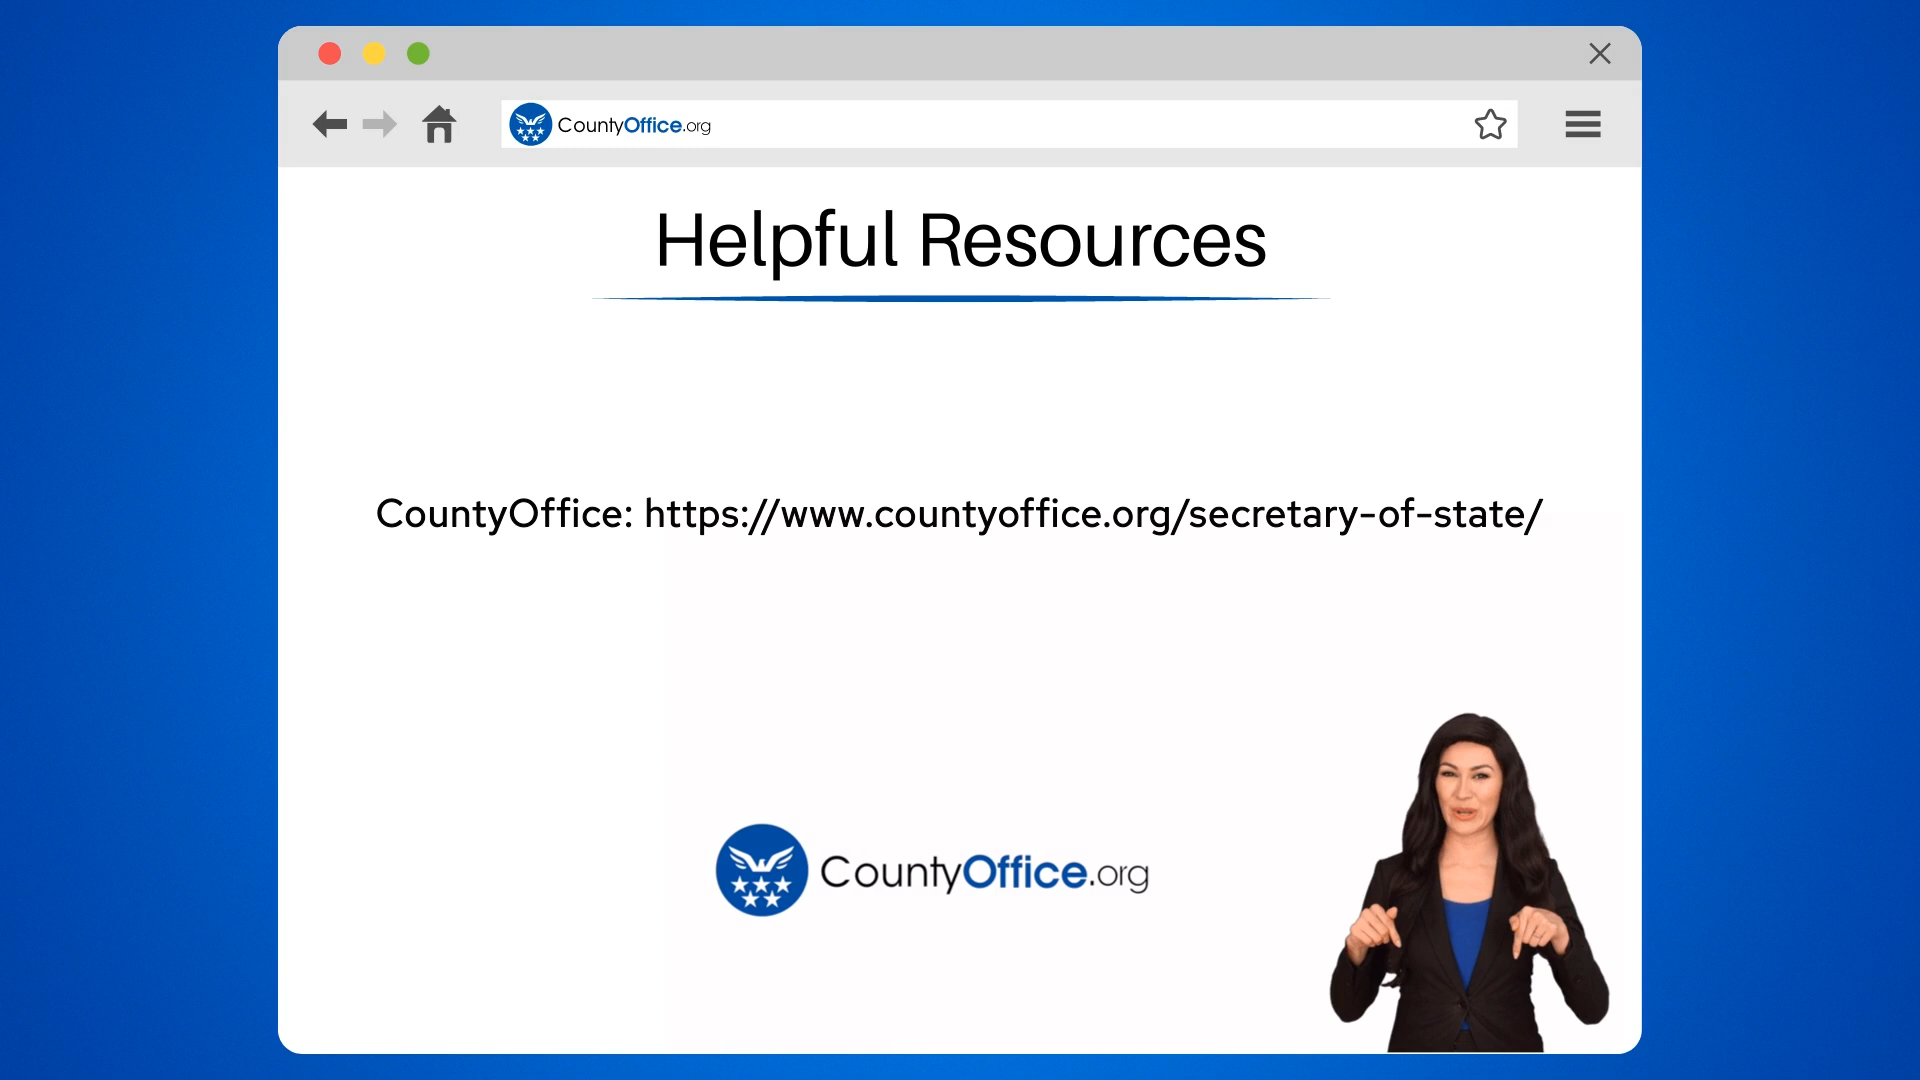 CountyOffice.org
Helpful Resources
CountyOffice: https://www.countyoffice.org/secretary-of-state/
CountyOffice.org